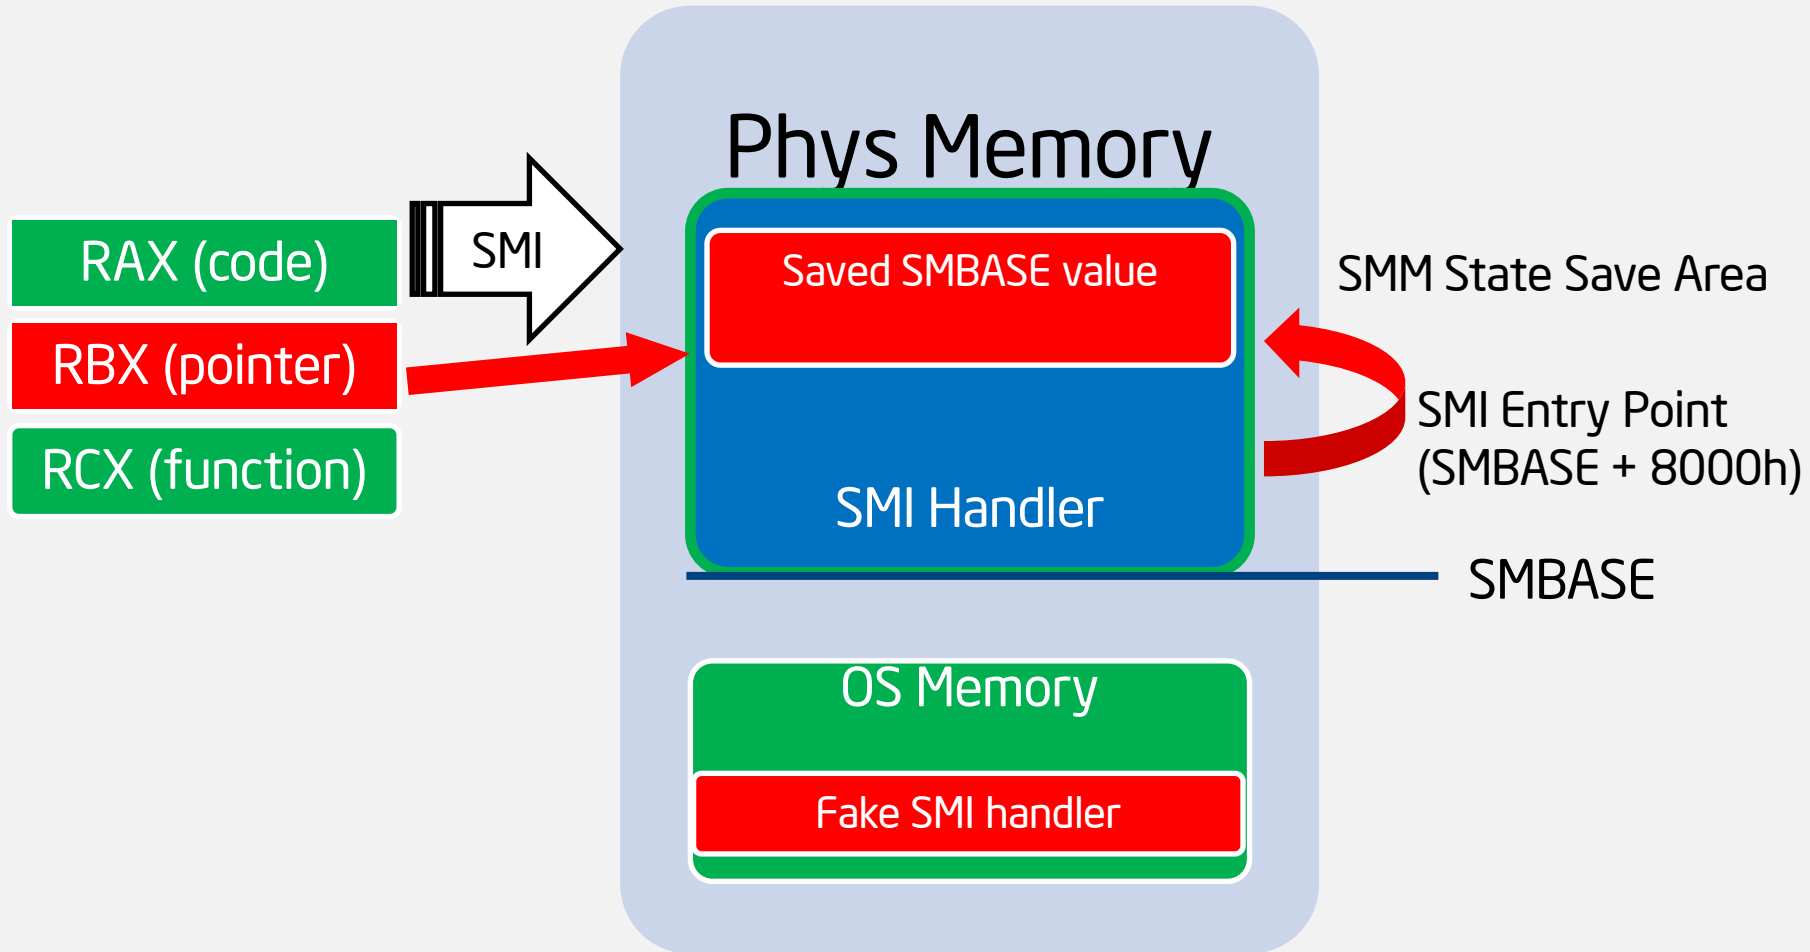 Phys Memory
RAX (code)
RBX (pointer)
RCX (function)
SMI
Saved SMBASE value
SMI Handler
SMM State Save Area
SMI Entry Point
(SMBASE + 8000h)
SMBASE
OS Memory
Fake SMI handler